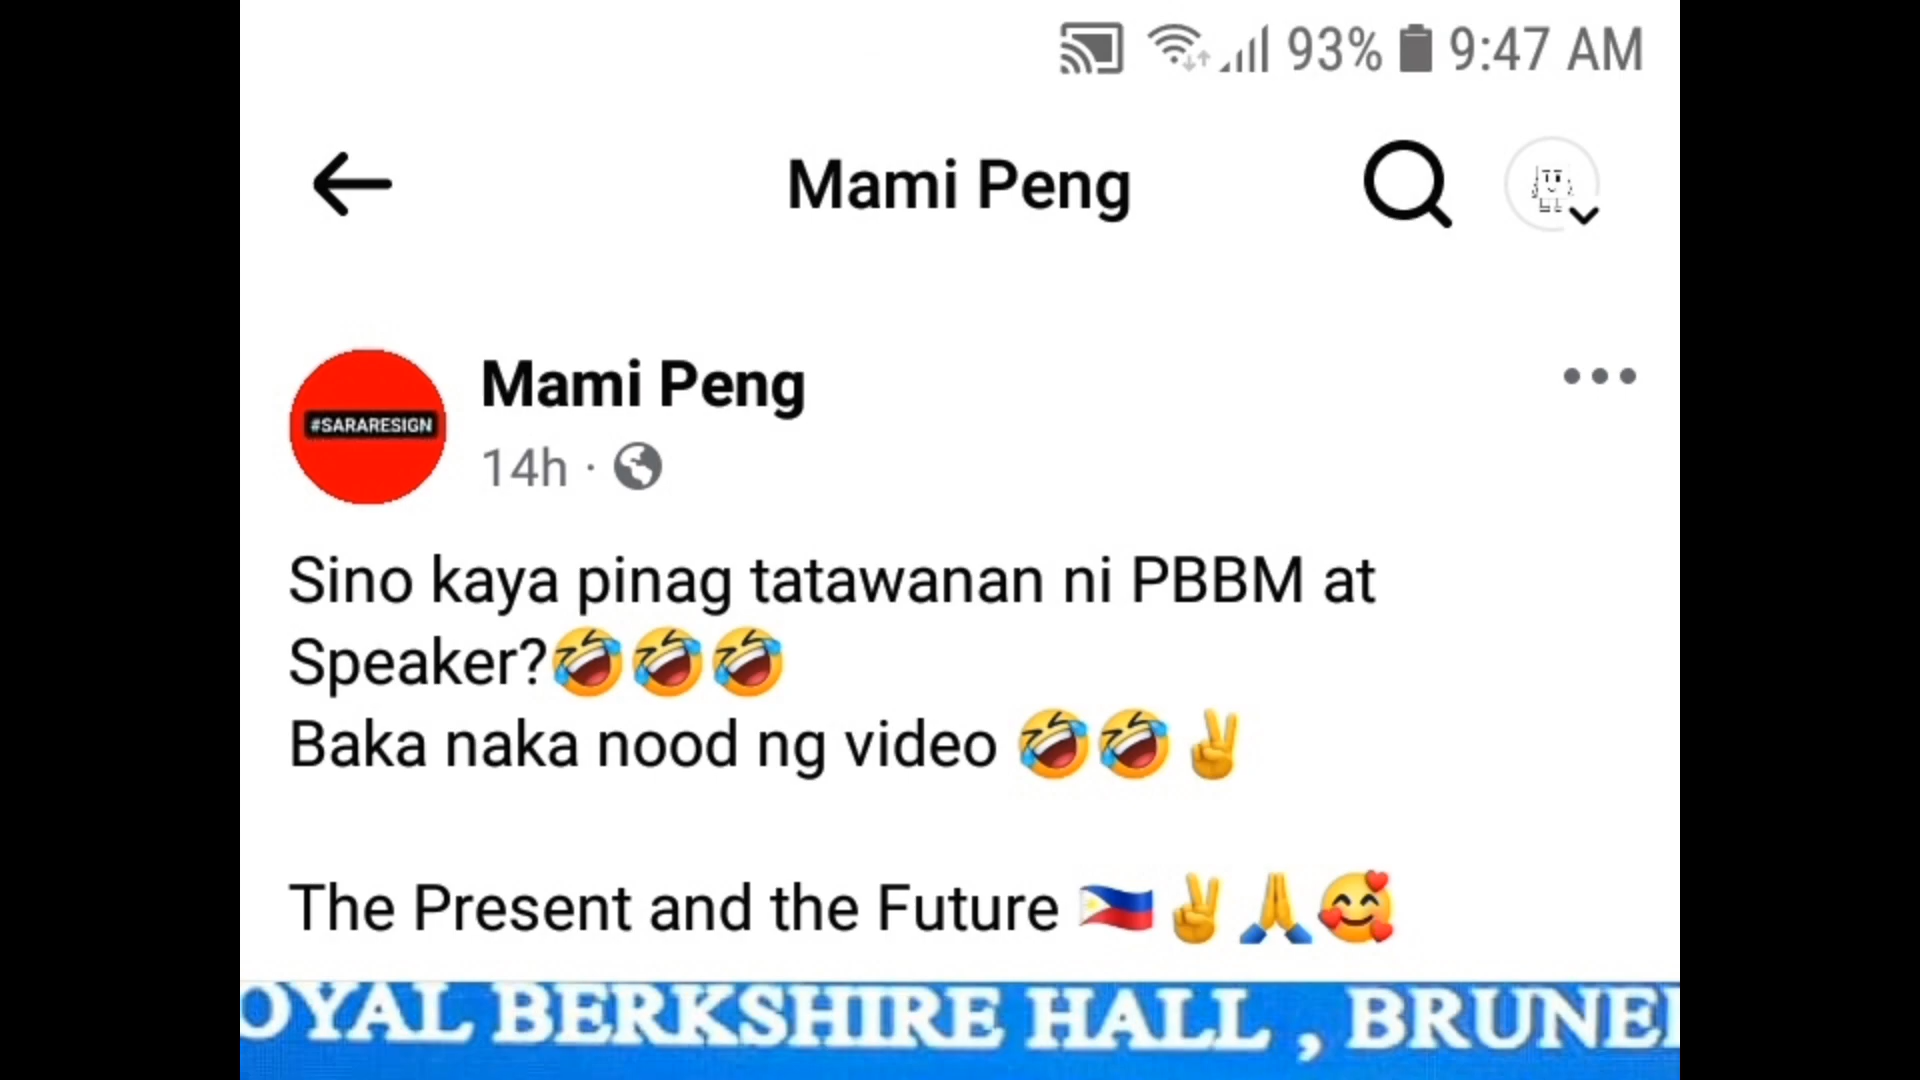 93% 9:47 AM
Mami Peng
#SARARESIGN
Mami Peng
14h ·
Sino kaya pinag tatawanan ni PBBM at
Speaker?🤣🤣🤣
Baka naka nood ng video 🤣🤣✌️
The Present and the Future 🇵🇭✌️🙏🥰
OYAL BERKSHIRE HALL , BRUNEI